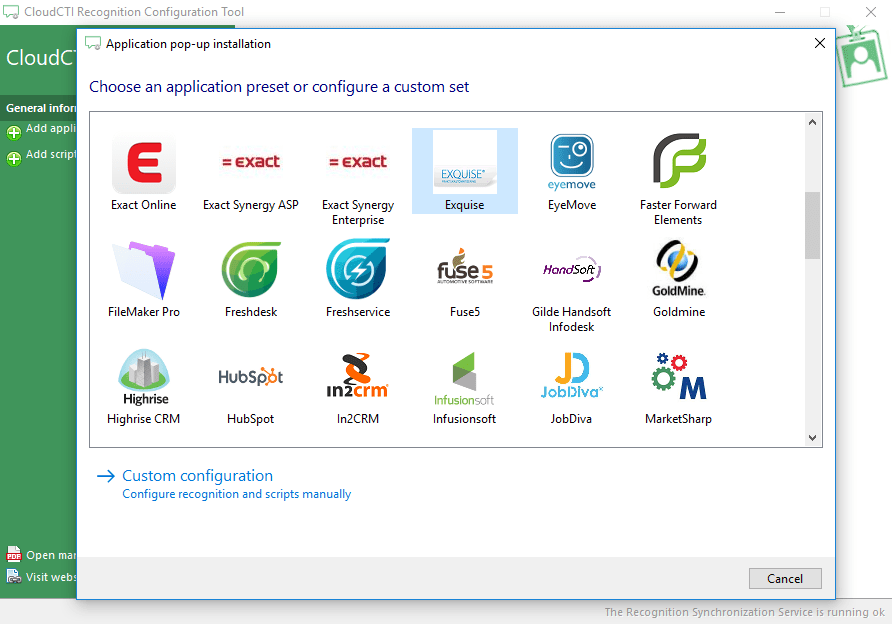 CloudCTI Recognition Configuration Tool
CloudCT
General infor
Add appli
Add script
Open mar
Visit webs
Application pop-up installation
Choose an application preset or configure a custom set
E
= EXACT
= EXACT
EXQUISE
eyemove
Exact Online
Exact Synergy ASP
Exact Synergy Enterprise
Exquise
EyeMove
Faster Forward Elements
fuse 5
AUTOMOTIVE SOFTWARE
HandSoft
GOLDMINE
FileMaker Pro
Freshdesk
Freshservice
Fuse5
Gilde Handsoft Infodesk
Goldmine
Highrise
HubSpot
In2crm
Infusionsoft
JD
JobDiva
M
Highrise CRM
HubSpot
In2CRM
Infusionsoft
JobDiva
MarketSharp
Custom configuration
Configure recognition and scripts manually
Cancel
The Recognition Synchronization Service is running ok